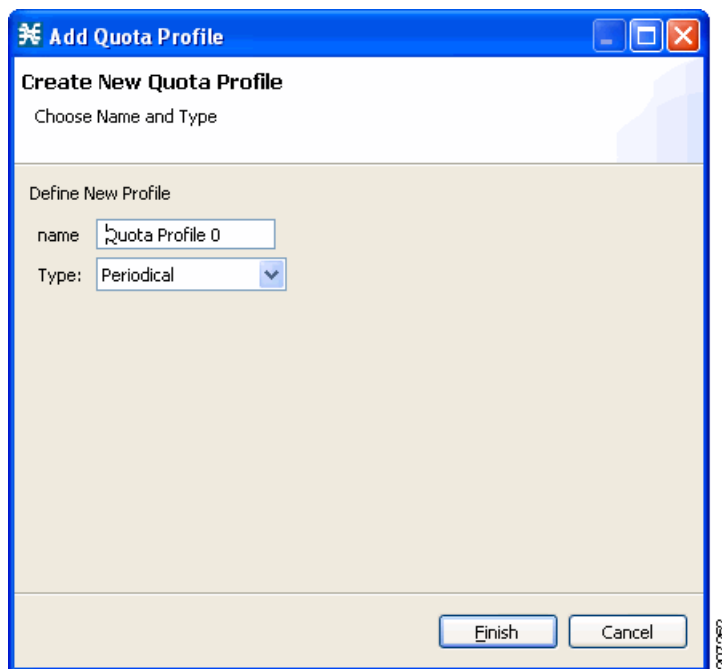 Add Quota Profile
Create New Quota Profile
Choose Name and Type
Define New Profile
name Quota Profile 0
Type: Periodical
Finish Cancel